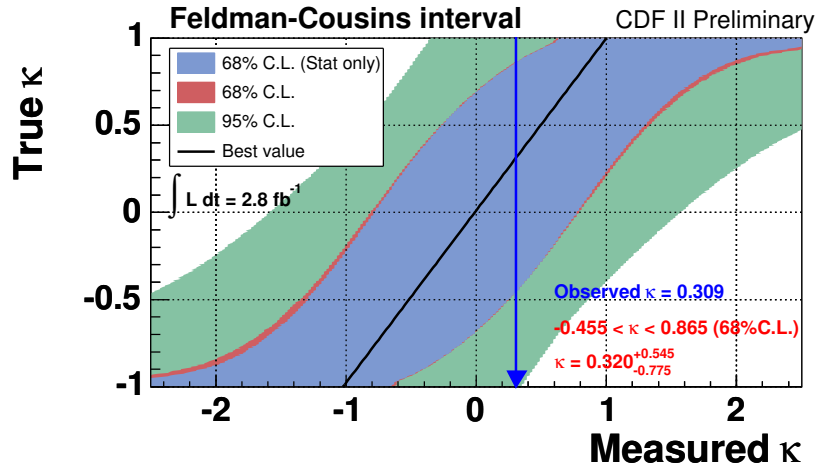 Feldman-Cousins interval
CDF II Preliminary
68% C.L. (Stat only)
68% C.L.
95% C.L.
Best value
∫ L dt = 2.8 fb⁻¹
True κ
1
0.5
0
-0.5
-1
Observed κ = 0.309
-0.455 < κ < 0.865 (68%C.L.)
κ = 0.320 +0.545 -0.775
-2 -1 0 1 2
Measured κ